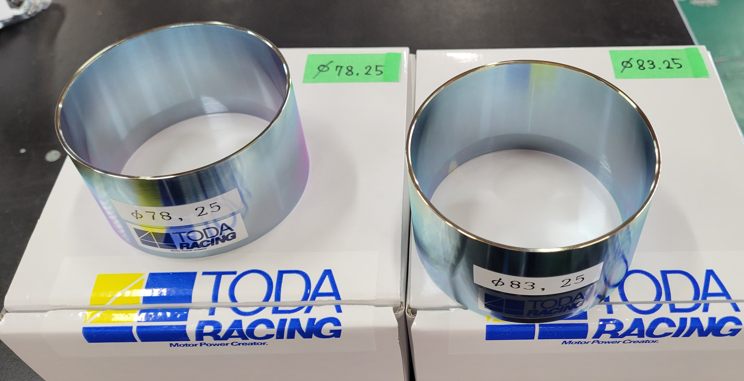 φ78.25
φ83.25
φ78, 25
TODA
RACING
φ83, 25
TODA
RACING
Motor Power Creator.
TODA
RACING
Motor Power Creator.